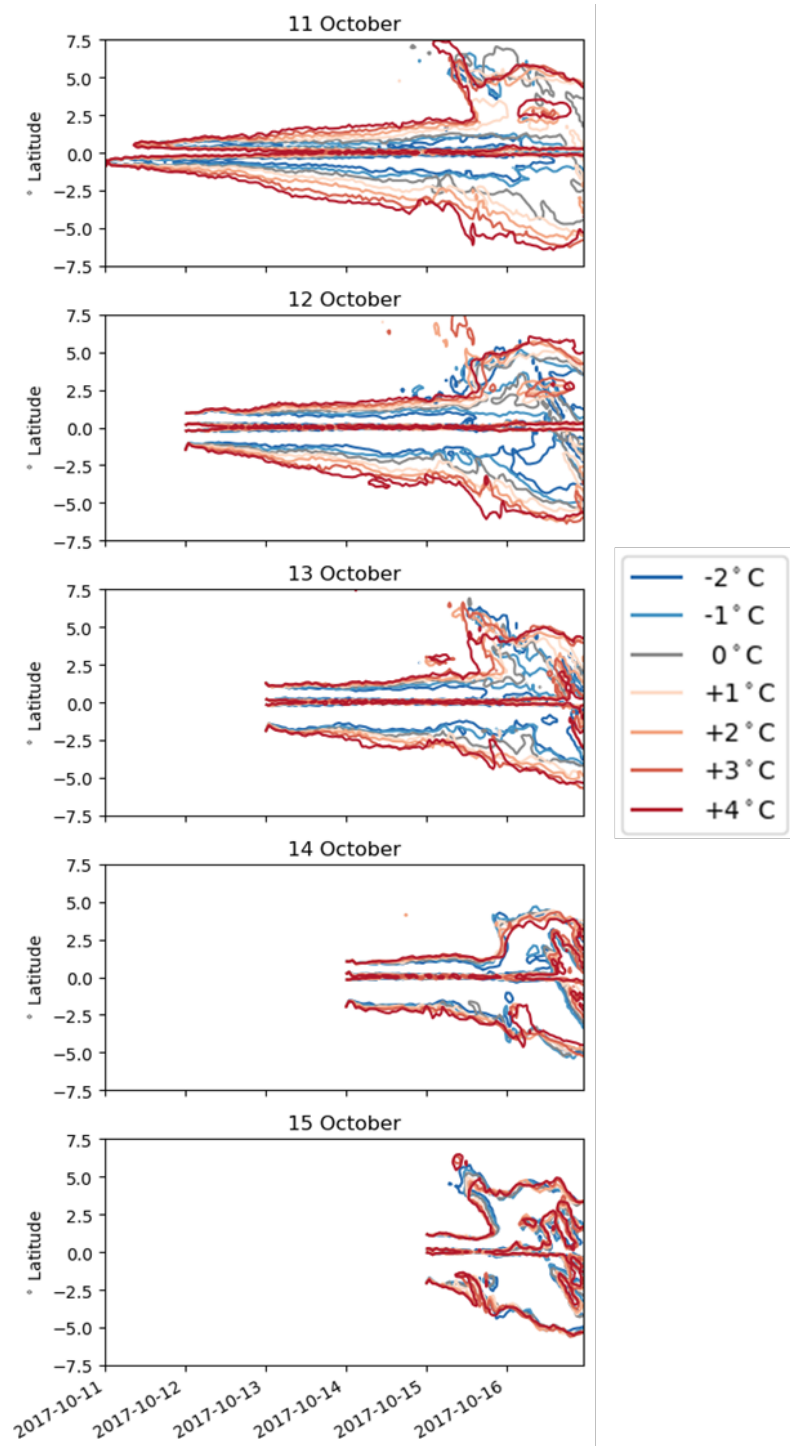 11 October
7.5
5.0
2.5
0.0
−2.5
−5.0
−7.5
° Latitude
12 October
7.5
5.0
2.5
0.0
−2.5
−5.0
−7.5
° Latitude
13 October
7.5
5.0
2.5
0.0
−2.5
−5.0
−7.5
° Latitude
-2°C
-1°C
0°C
+1°C
+2°C
+3°C
+4°C
14 October
7.5
5.0
2.5
0.0
−2.5
−5.0
−7.5
° Latitude
15 October
7.5
5.0
2.5
0.0
−2.5
−5.0
−7.5
° Latitude
2017-10-11
2017-10-12
2017-10-13
2017-10-14
2017-10-15
2017-10-16